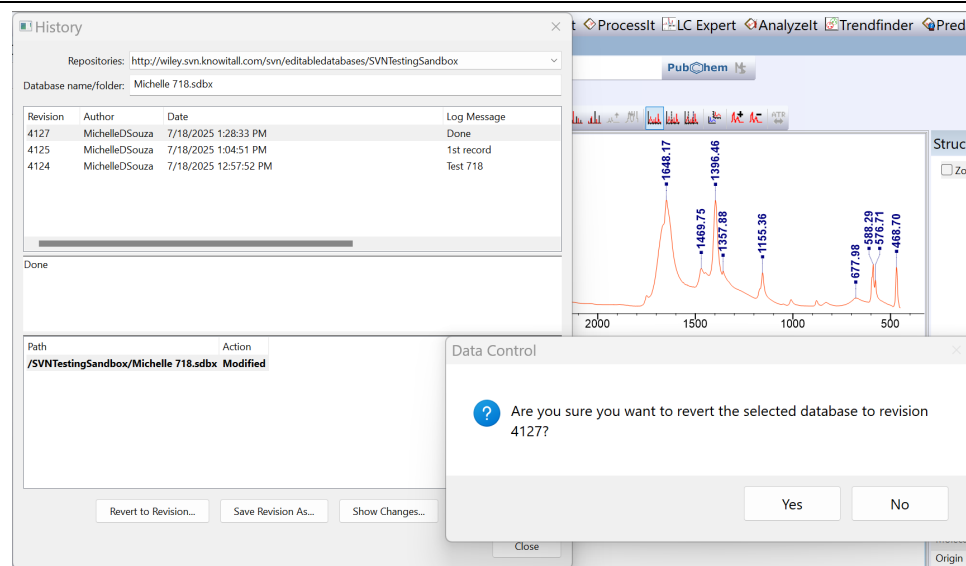 History
t ProcessIt LC Expert AnalyzeIt Trendfinder Pred
Repositories: http://wiley.svn.knowitall.com/svn/editabledatabases/SVNTestingSandbox
Database name/folder: Michelle 718.sdbx
PubChem
ATR
Revision Author Date Log Message
4127 MichelleDSouza 7/18/2025 1:28:33 PM Done
4125 MichelleDSouza 7/18/2025 1:04:51 PM 1st record
4124 MichelleDSouza 7/18/2025 12:57:52 PM Test 718
Struc
Zo
1648.17
1396.46
1469.75
1357.88
1155.36
677.98
588.29
576.71
468.70
2000 1500 1000 500
Done
Path Action
/SVNTestingSandbox/Michelle 718.sdbx Modified
Data Control
Are you sure you want to revert the selected database to revision
4127?
Yes No
Revert to Revision... Save Revision As... Show Changes...
Close
Origin